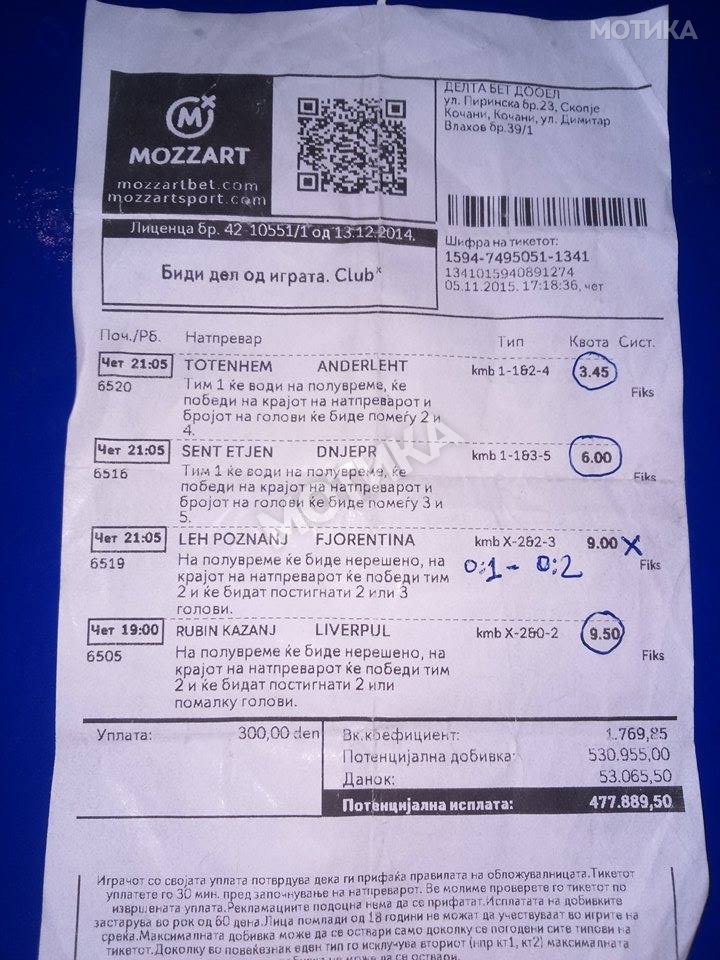 МОТИКА
MOZZART
mozzartbet.com
mozzartsport.com
ДЕЛТА БЕТ ДООЕЛ
ул. Пиринска бр.23, Скопје
Кочани, Кочани, ул. Димитар
Влахов бр.39/1
Лиценца бр. 42-10551/1 од 13.12.2014.
Биди дел од играта. Clubˣ
Шифра на тикетот:
1594-7495051-1341
1341015940891274
05.11.2015. 17:18:36, чет
Поч./Рб. Натпревар Тип Квота Сист.
Чет 21:05 TOTENHEM ANDERLEHT kmb 1-1&2-4 3.45
6520 Тим 1 ќе води на полувреме, ќе Fiks
победи на крајот на натпреварот и
бројот на голови ќе биде помеѓу 2 и
4.
Чет 21:05 SENT ETJEN DNJEPR kmb 1-1&3-5 6.00
6516 Тим 1 ќе води на полувреме, ќе Fiks
победи на крајот на натпреварот и
бројот на голови ќе биде помеѓу 3 и
5.
МОТИКА
Чет 21:05 LEH POZNANJ FJORENTINA kmb X-2&2-3 9.00 X
6519 На полувреме ќе биде нерешено, на 0:1 - 0:2 Fiks
крајот на натпреварот ќе победи тим
2 и ќе бидат постигнати 2 или 3
голови.
Чет 19:00 RUBIN KAZANJ LIVERPUL kmb X-2&0-2 9.50
6505 На полувреме ќе биде нерешено, на Fiks
крајот на натпреварот ќе победи тим
2 и ќе бидат постигнати 2 или
помалку голови.
Уплата: 300,00 den Вк.коефициент: 1.769,85
Потенцијална добивка: 530.955,00
Данок: 53.065,50
Потенцијална исплата: 477.889,50
Играчот со својата уплата потврдува дека ги прифаќа правилата на обложувалницата.Тикетот
уплатете го 30 мин. пред започнување на натпреварот. Ве молиме проверете го тикетот по
извршената уплата.Рекламациите подоцна нема да се прифатат.Исплатата на добивките
застарува во рок од 60 дена.Лица помлади од 18 години не можат да учествуваат во игрите на
среќа.Максималната добивка може да се оствари само доколку се погодени сите типови на
тикетот.Доколку во повеќезнак еден тип го исклучува вториот (нпр кт1, кт2) максималната
не може да се оствари.